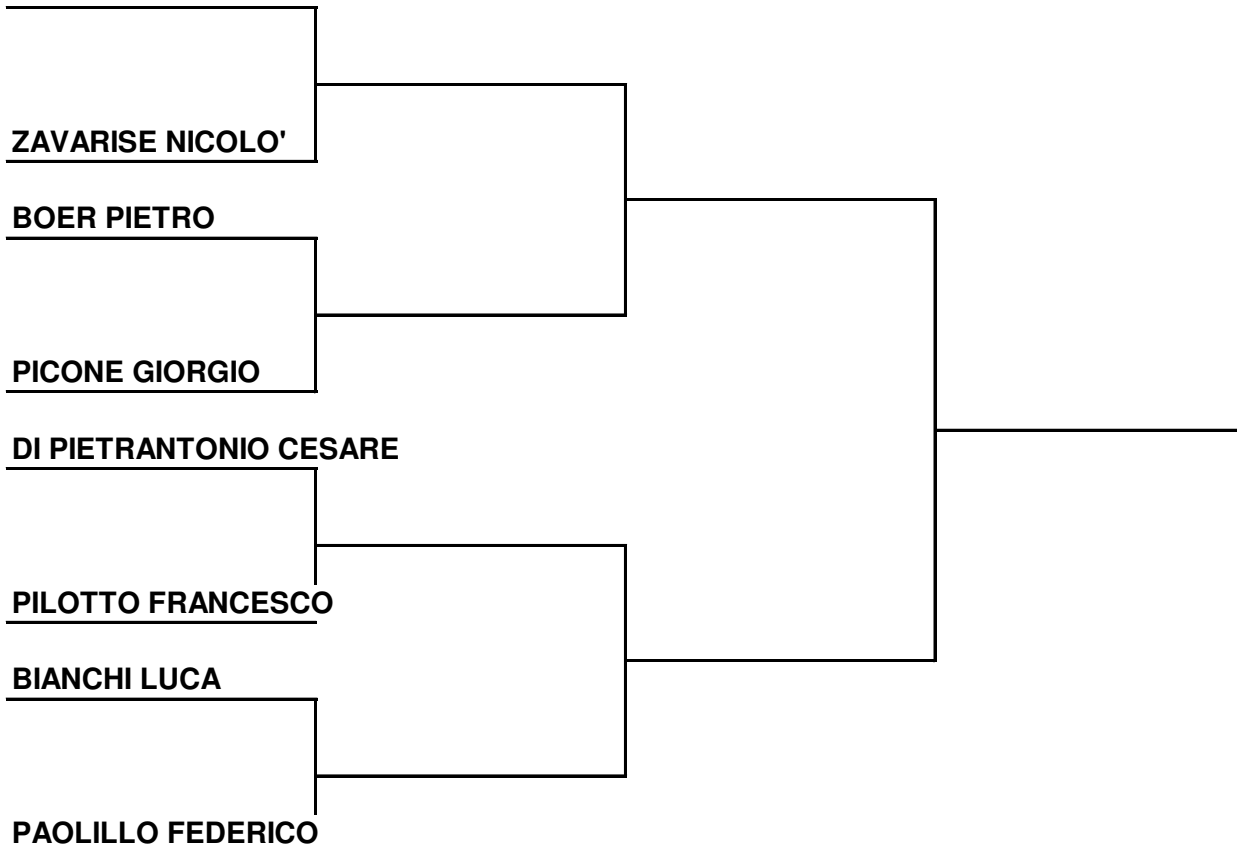 ZAVARISE NICOLO'
BOER PIETRO
PICONE GIORGIO
DI PIETRANTONIO CESARE
PILOTTO FRANCESCO
BIANCHI LUCA
PAOLILLO FEDERICO